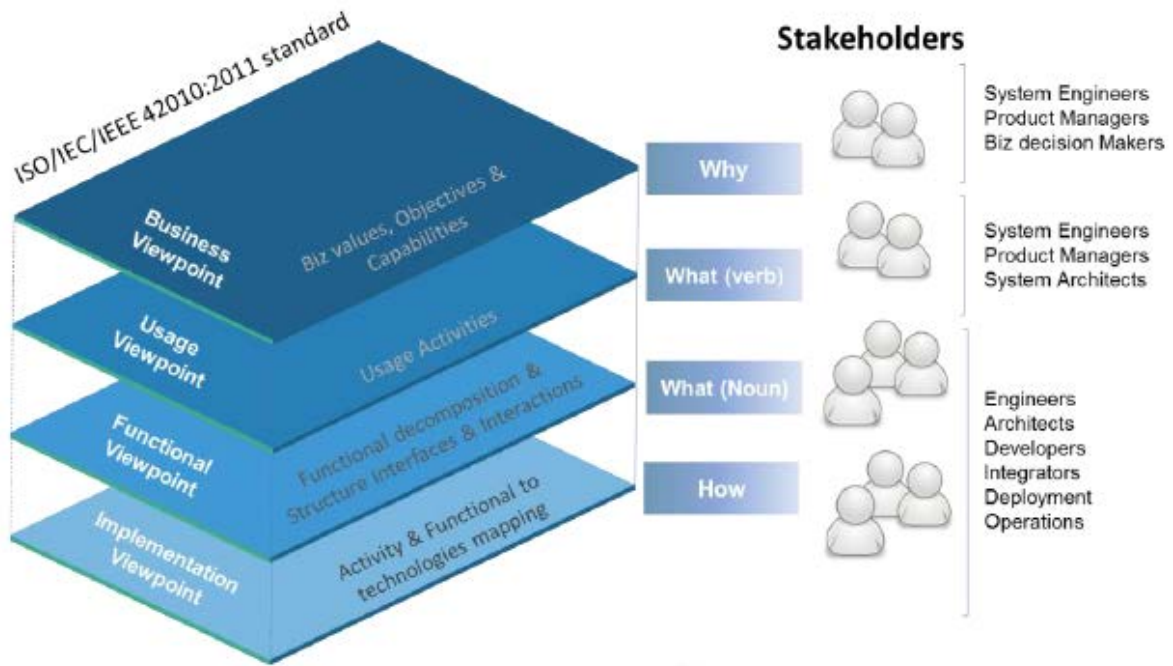 ISO/IEC/IEEE 42010:2011 standard
Business
Viewpoint
Biz values, Objectives &
Capabilities
Usage
Viewpoint
Usage Activities
Functional
Viewpoint
Functional decomposition &
Structure Interfaces & Interactions
Implementation
Viewpoint
Activity & Functional to
technologies mapping
Why
What (verb)
What (Noun)
How
Stakeholders
System Engineers
Product Managers
Biz decision Makers
System Engineers
Product Managers
System Architects
Engineers
Architects
Developers
Integrators
Deployment
Operations